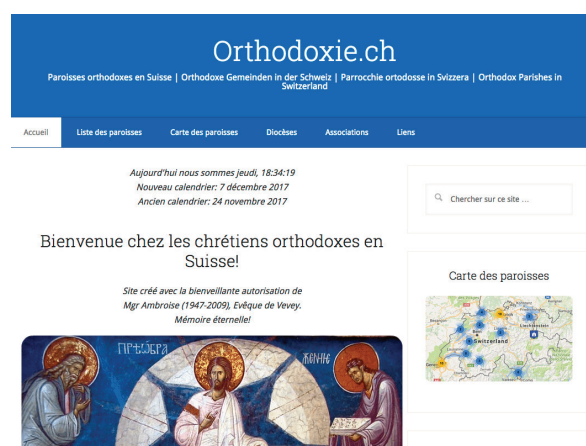 Orthodoxie.ch
Paroisses orthodoxes en Suisse | Orthodoxe Gemeinden in der Schweiz | Parrocchie ortodosse in Svizzera | Orthodox Parishes in
Switzerland
Accueil Liste des paroisses Carte des paroisses Diocèses Associations Liens
Aujourd'hui nous sommes jeudi, 18:34:19
Nouveau calendrier: 7 décembre 2017
Ancien calendrier: 24 novembre 2017
Chercher sur ce site ...
Bienvenue chez les chrétiens orthodoxes en
Suisse!
Site créé avec la bienveillante autorisation de
Mgr Ambroise (1947-2009), Evêque de Vevey.
Mémoire éternelle!
Carte des paroisses
Switzerland
Liechtenstein